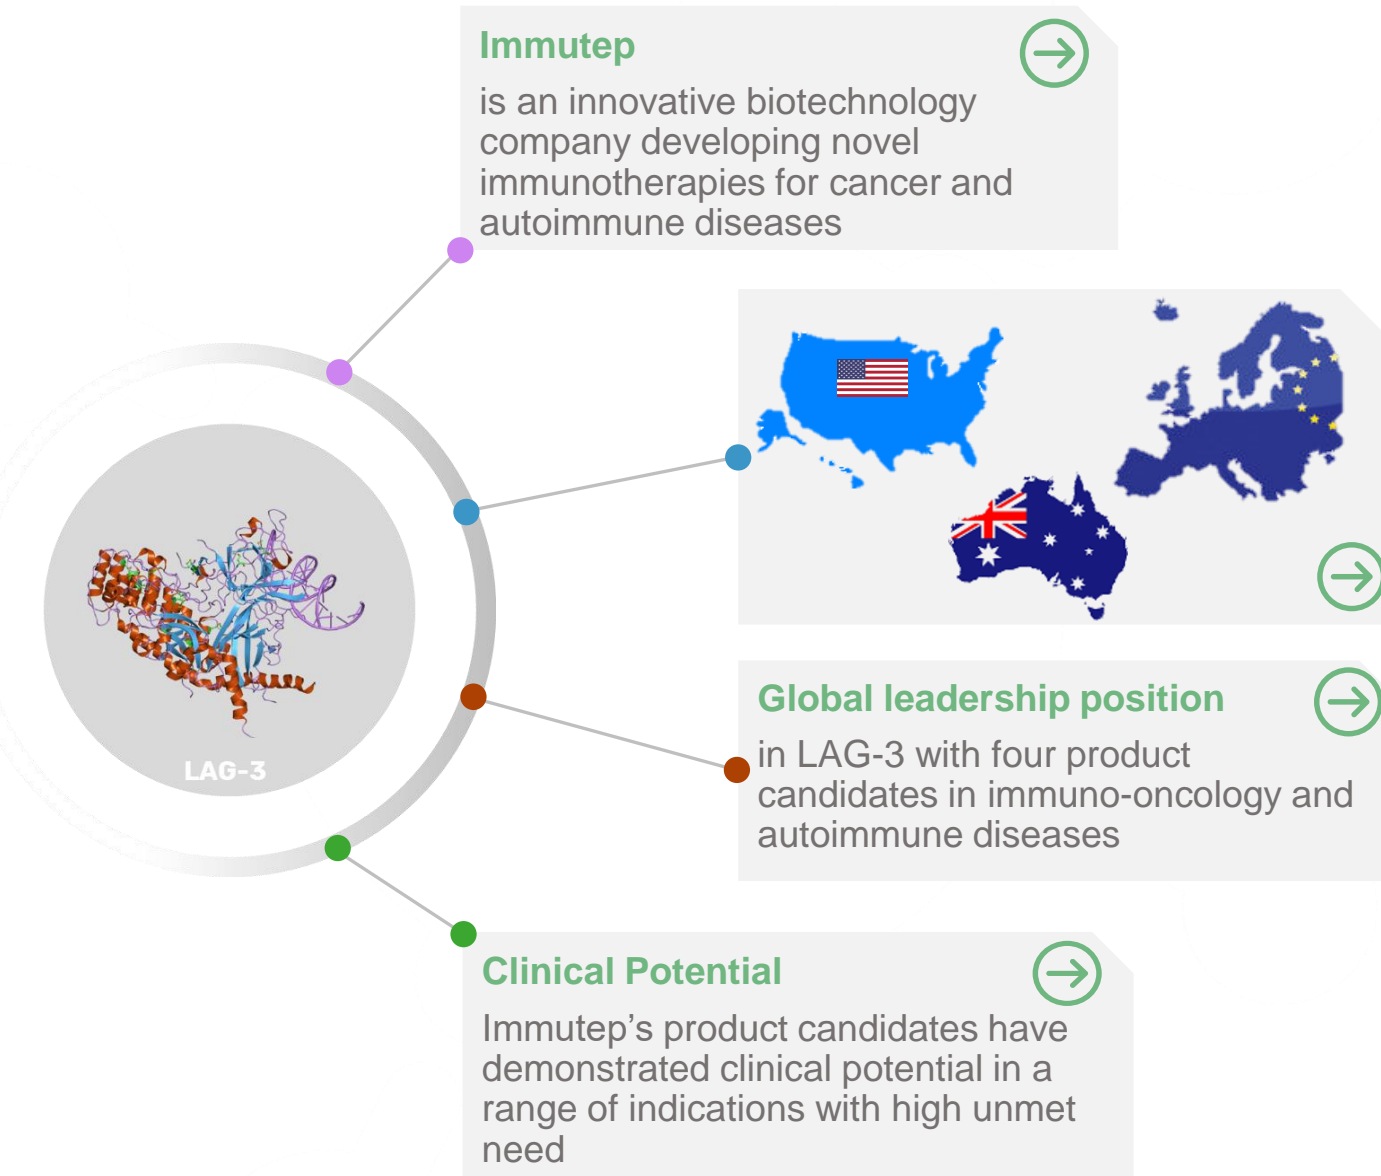 Immutep
is an innovative biotechnology
company developing novel
immunotherapies for cancer and
autoimmune diseases
LAG-3
Global leadership position
in LAG-3 with four product
candidates in immuno-oncology and
autoimmune diseases
Clinical Potential
Immutep’s product candidates have
demonstrated clinical potential in a
range of indications with high unmet
need